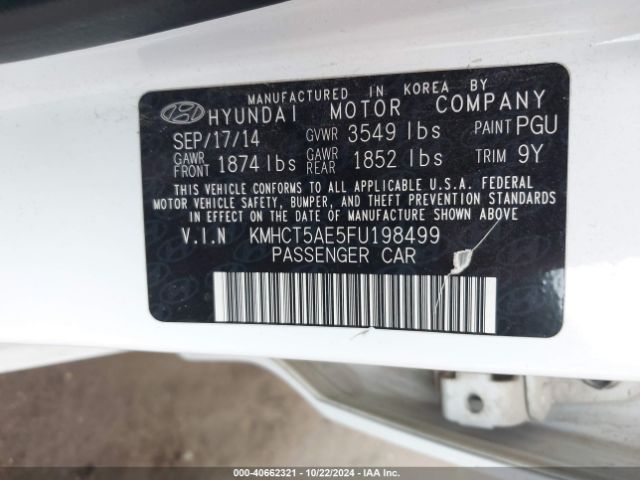 MANUFACTURED IN KOREA BY
HYUNDAI MOTOR COMPANY
SEP/17/14 GVWR 3549 lbs PAINT PGU
GAWR FRONT 1874 lbs GAWR REAR 1852 lbs TRIM 9Y
THIS VEHICLE CONFORMS TO ALL APPLICABLE U.S.A. FEDERAL
MOTOR VEHICLE SAFETY, BUMPER, AND THEFT PREVENTION STANDARDS
IN EFFECT ON THE DATE OF MANUFACTURE SHOWN ABOVE
V.I.N KMHCT5AE5FU198499
PASSENGER CAR
000-40662321 - 10/22/2024 - IAA Inc.